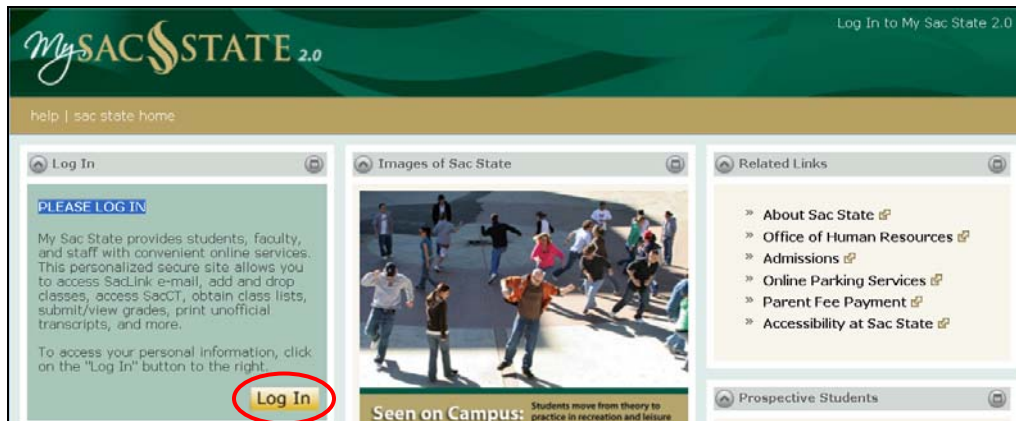 Log In to My Sac State 2.0
MySAC STATE 2.0
help | sac state home
Log In
PLEASE LOG IN
My Sac State provides students, faculty,
and staff with convenient online services.
This personalized secure site allows you
to access SacLink e-mail, add and drop
classes, access SacCT, obtain class lists,
submit/view grades, print unofficial
transcripts, and more.
To access your personal information, click
on the "Log In" button to the right.
Log In
Images of Sac State
Seen on Campus:
Students move from theory to
practice in recreation and leisure
Related Links
» About Sac State
» Office of Human Resources
» Admissions
» Online Parking Services
» Parent Fee Payment
» Accessibility at Sac State
Prospective Students